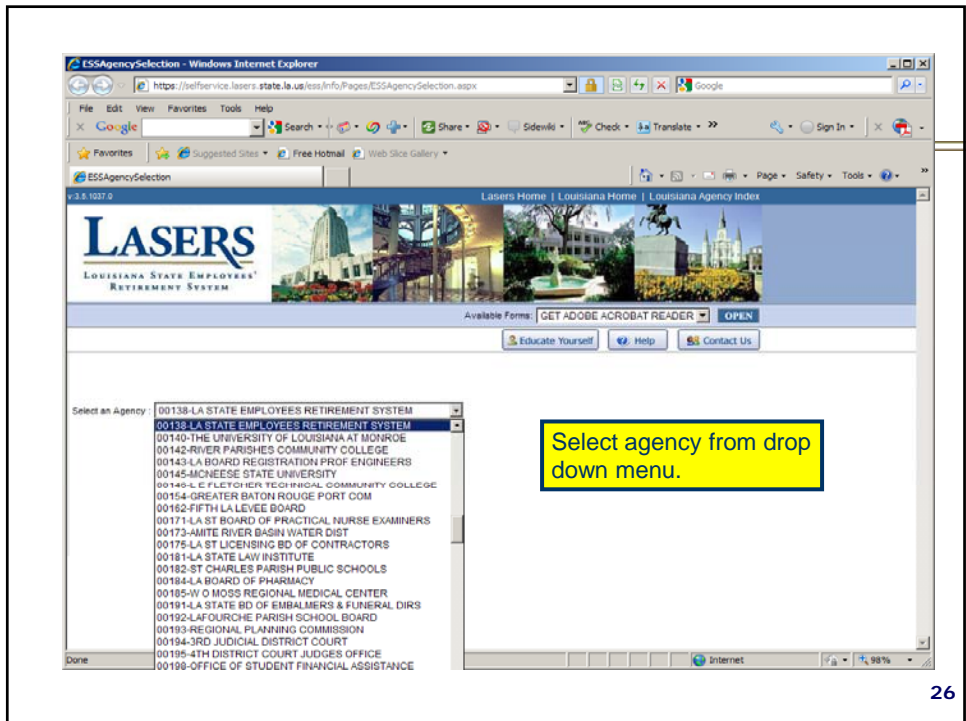 ESSAgencySelection - Windows Internet Explorer
https://selfservice.lasers.state.la.us/ess/Info/Pages/ESSAgencySelection.aspx
Google
File Edit View Favorites Tools Help
Google Search Share Sidewiki Check Translate Sign In
Favorites Suggested Sites Free Hotmail Web Slice Gallery
ESSAgencySelection Page Safety Tools
v:3.5.1037.0 Lasers Home | Louisiana Home | Louisiana Agency Index
LASERS
LOUISIANA STATE EMPLOYEES'
RETIREMENT SYSTEM
Available Forms: GET ADOBE ACROBAT READER OPEN
Educate Yourself Help Contact Us
Select an Agency : 00138-LA STATE EMPLOYEES RETIREMENT SYSTEM
00138-LA STATE EMPLOYEES RETIREMENT SYSTEM
00140-THE UNIVERSITY OF LOUISIANA AT MONROE
00142-RIVER PARISHES COMMUNITY COLLEGE
00143-LA BOARD REGISTRATION PROF ENGINEERS
00145-MCNEESE STATE UNIVERSITY
00146-L E FLETCHER TECHNICAL COMMUNITY COLLEGE
00154-GREATER BATON ROUGE PORT COM
00162-FIFTH LA LEVEE BOARD
00171-LA ST BOARD OF PRACTICAL NURSE EXAMINERS
00173-AMITE RIVER BASIN WATER DIST
00175-LA ST LICENSING BD OF CONTRACTORS
00181-LA STATE LAW INSTITUTE
00182-ST CHARLES PARISH PUBLIC SCHOOLS
00184-LA BOARD OF PHARMACY
00185-W O MOSS REGIONAL MEDICAL CENTER
00191-LA STATE BD OF EMBALMERS & FUNERAL DIRS
00192-LAFOURCHE PARISH SCHOOL BOARD
00193-REGIONAL PLANNING COMMISSION
00194-3RD JUDICIAL DISTRICT COURT
00195-4TH DISTRICT COURT JUDGES OFFICE
00198-OFFICE OF STUDENT FINANCIAL ASSISTANCE
Select agency from drop
down menu.
Done Internet 98%
26